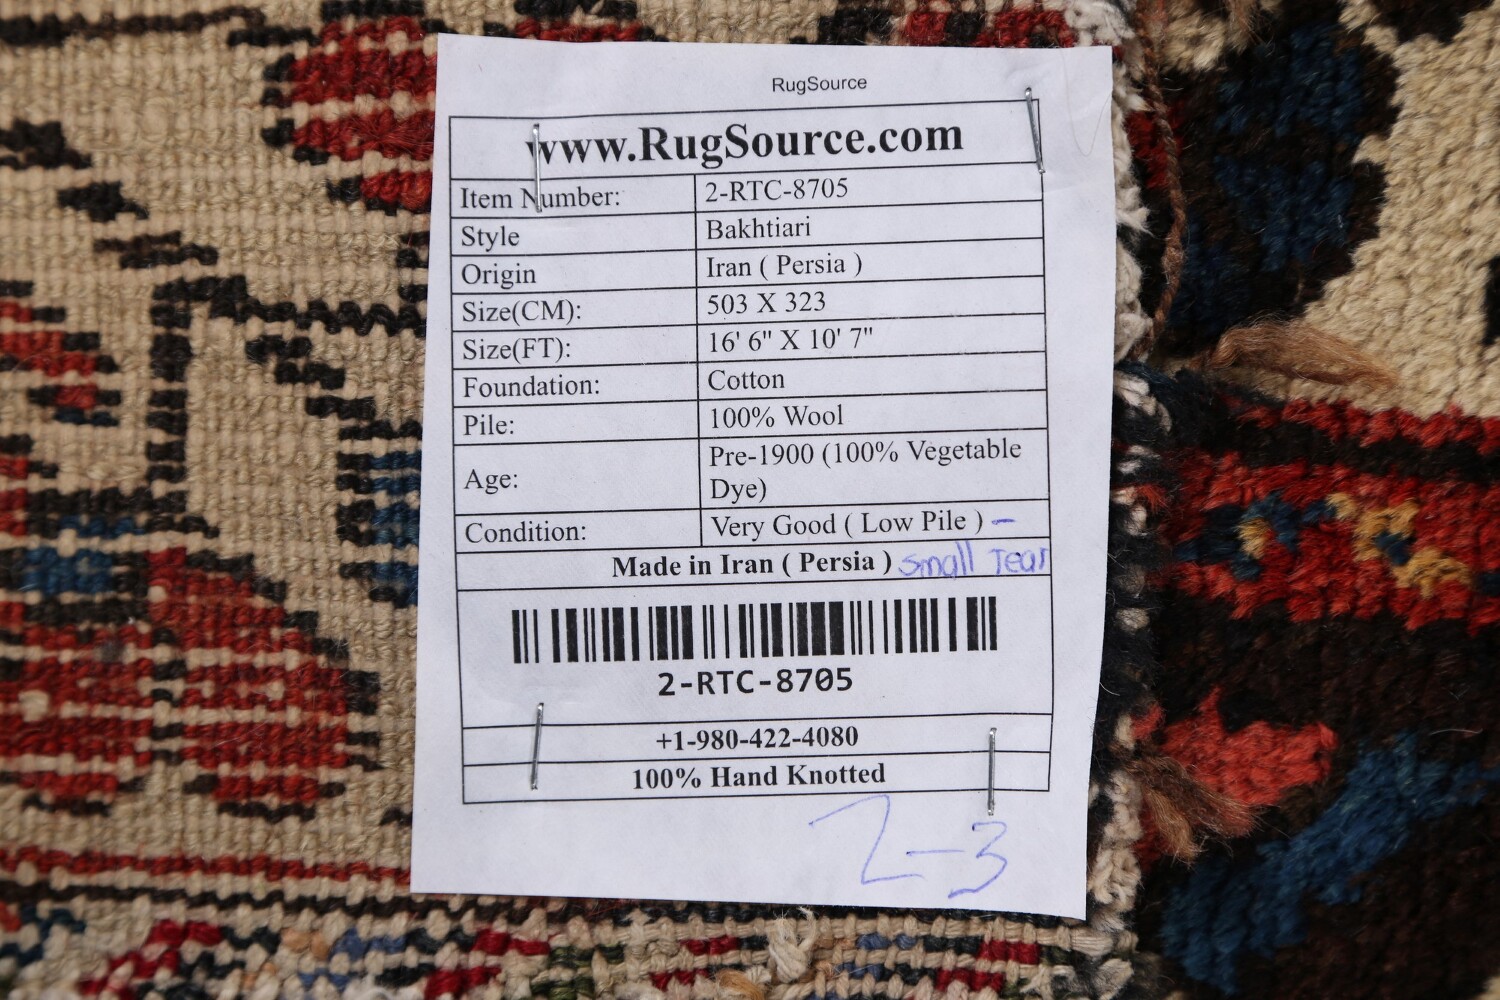 RugSource
www.RugSource.com
Item Number: 2-RTC-8705
Style Bakhtiari
Origin Iran ( Persia )
Size(CM): 503 X 323
Size(FT): 16' 6" X 10' 7"
Foundation: Cotton
Pile: 100% Wool
Age: Pre-1900 (100% Vegetable
Dye)
Condition: Very Good ( Low Pile ) -
Made in Iran ( Persia ) small Tear
2-RTC-8705
+1-980-422-4080
100% Hand Knotted
2-3